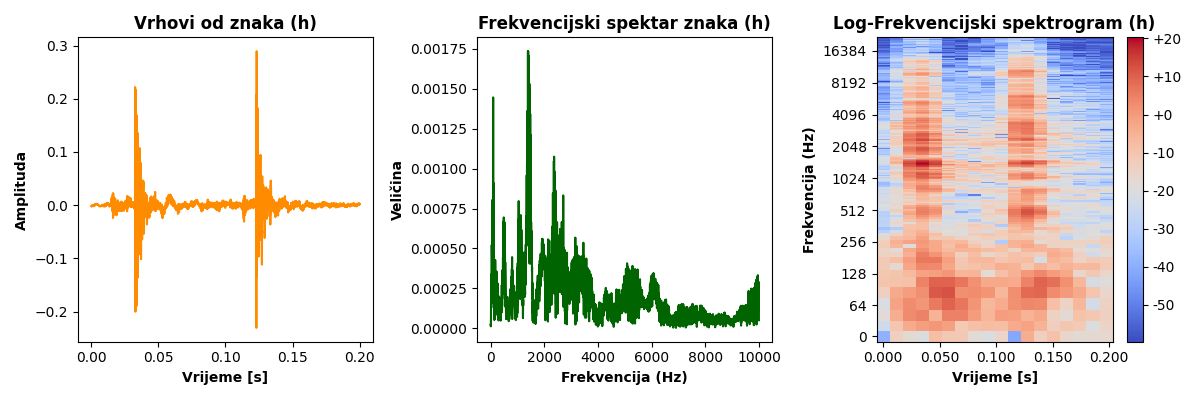 Vrhovi od znaka (h)
0.3
0.2
0.1
0.0
−0.1
−0.2
Amplituda
0.00 0.05 0.10 0.15 0.20
Vrijeme [s]
Frekvencijski spektar znaka (h)
0.00175
0.00150
0.00125
0.00100
0.00075
0.00050
0.00025
0.00000
Veličina
0 2000 4000 6000 8000 10000
Frekvencija (Hz)
Log-Frekvencijski spektrogram (h)
16384
8192
4096
2048
1024
512
256
128
64
0
Frekvencija (Hz)
0.000 0.050 0.100 0.150 0.200
Vrijeme [s]
+20
+10
+0
-10
-20
-30
-40
-50